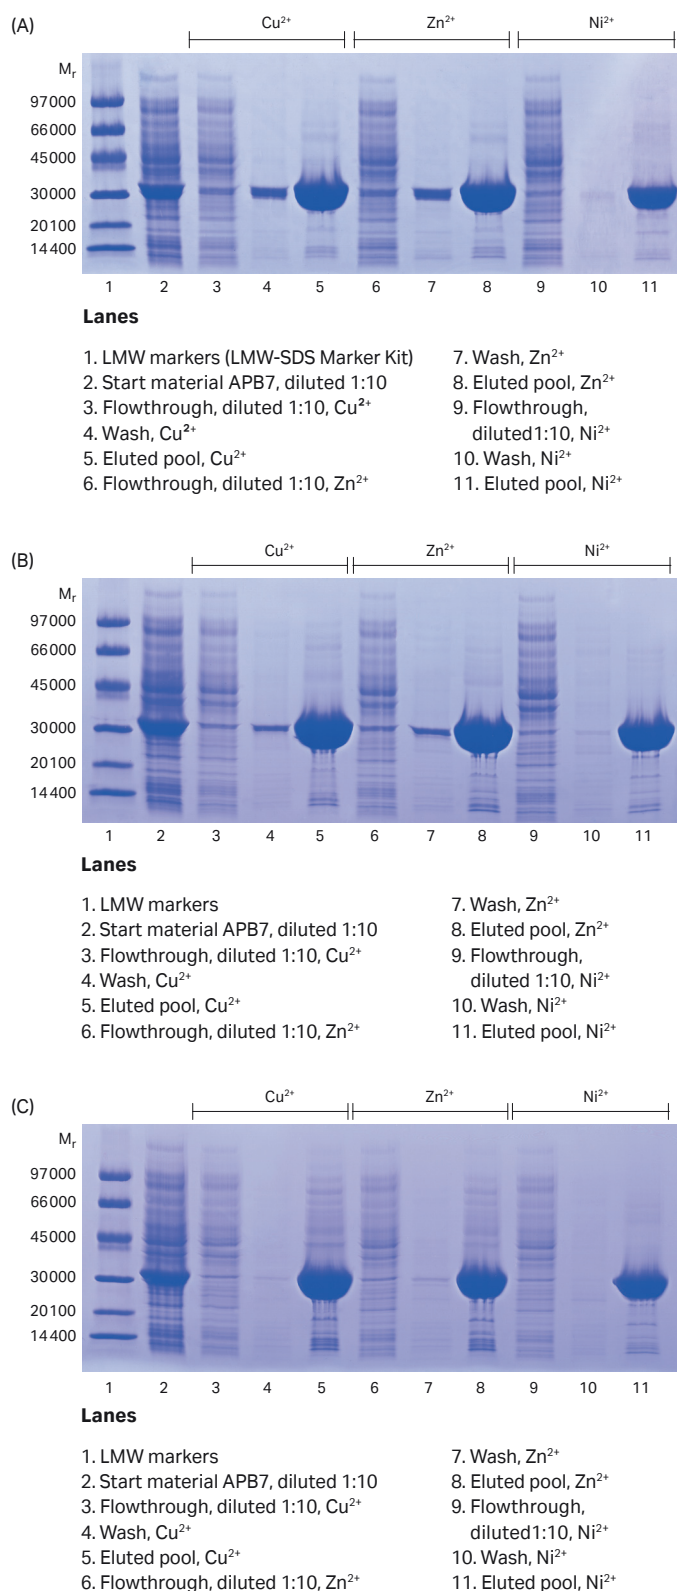 (A)
Cu²⁺ Zn²⁺ Ni²⁺
Mr
97000
66000
45000
30000
20100
14400
1 2 3 4 5 6 7 8 9 10 11
Lanes
1. LMW markers (LMW-SDS Marker Kit)
2. Start material APB7, diluted 1:10
3. Flowthrough, diluted 1:10, Cu²⁺
4. Wash, Cu²⁺
5. Eluted pool, Cu²⁺
6. Flowthrough, diluted 1:10, Zn²⁺
7. Wash, Zn²⁺
8. Eluted pool, Zn²⁺
9. Flowthrough,
diluted1:10, Ni²⁺
10. Wash, Ni²⁺
11. Eluted pool, Ni²⁺
(B)
Cu²⁺ Zn²⁺ Ni²⁺
Mr
97000
66000
45000
30000
20100
14400
1 2 3 4 5 6 7 8 9 10 11
Lanes
1. LMW markers
2. Start material APB7, diluted 1:10
3. Flowthrough, diluted 1:10, Cu²⁺
4. Wash, Cu²⁺
5. Eluted pool, Cu²⁺
6. Flowthrough, diluted 1:10, Zn²⁺
7. Wash, Zn²⁺
8. Eluted pool, Zn²⁺
9. Flowthrough,
diluted 1:10, Ni²⁺
10. Wash, Ni²⁺
11. Eluted pool, Ni²⁺
(C)
Cu²⁺ Zn²⁺ Ni²⁺
Mr
97000
66000
45000
30000
20100
14400
1 2 3 4 5 6 7 8 9 10 11
Lanes
1. LMW markers
2. Start material APB7, diluted 1:10
3. Flowthrough, diluted 1:10, Cu²⁺
4. Wash, Cu²⁺
5. Eluted pool, Cu²⁺
6. Flowthrough, diluted 1:10, Zn²⁺
7. Wash, Zn²⁺
8. Eluted pool, Zn²⁺
9. Flowthrough,
diluted1:10, Ni²⁺
10. Wash, Ni²⁺
11. Eluted pool, Ni²⁺